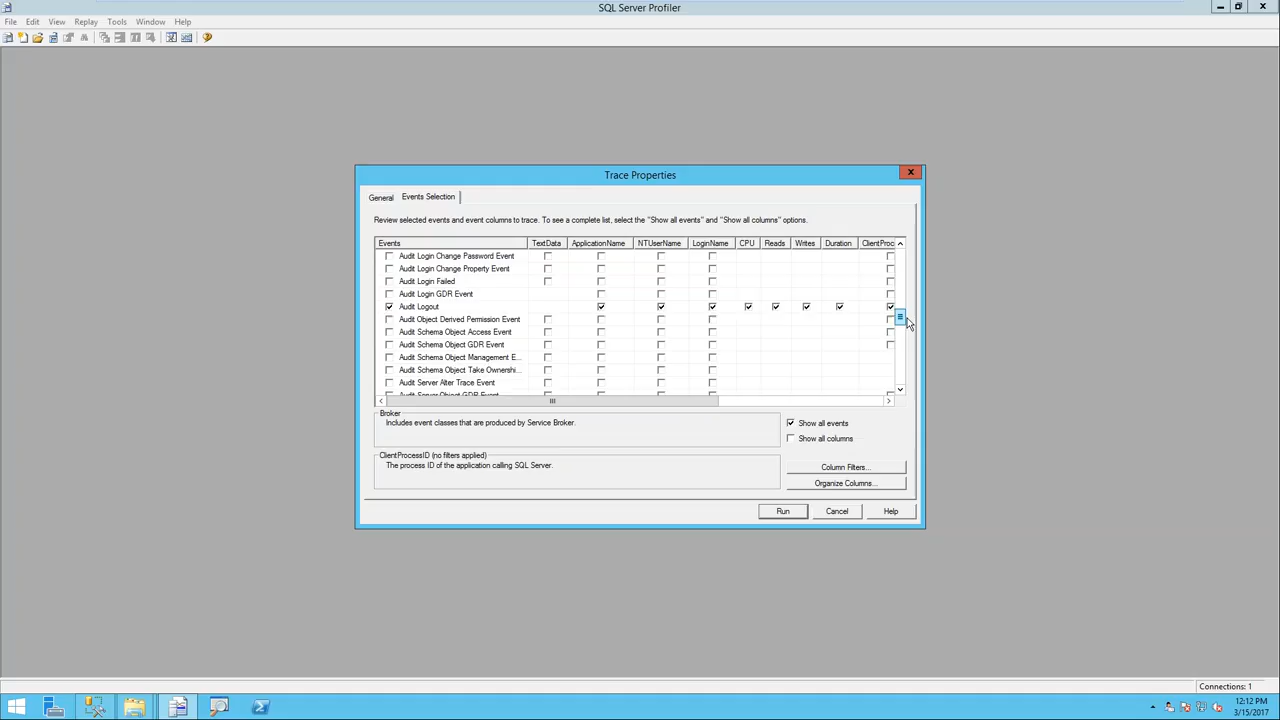 SQL Server Profiler
File Edit View Replay Tools Window Help
Trace Properties
General Events Selection
Review selected events and event columns to trace. To see a complete list, select the "Show all events" and "Show all columns" options.
Events TextData ApplicationName NTUserName LoginName CPU Reads Writes Duration ClientProc
Audit Login Change Password Event
Audit Login Change Property Event
Audit Login Failed
Audit Login GDR Event
Audit Logout
Audit Object Derived Permission Event
Audit Schema Object Access Event
Audit Schema Object GDR Event
Audit Schema Object Management E...
Audit Schema Object Take Ownershi...
Audit Server Alter Trace Event
Audit Server Object GDR Event
Broker
Includes event classes that are produced by Service Broker.
Show all events
Show all columns
ClientProcessID (no filters applied)
The process ID of the application calling SQL Server.
Column Filters...
Organize Columns...
Run Cancel Help
Connections: 1
12:12 PM
3/15/2017